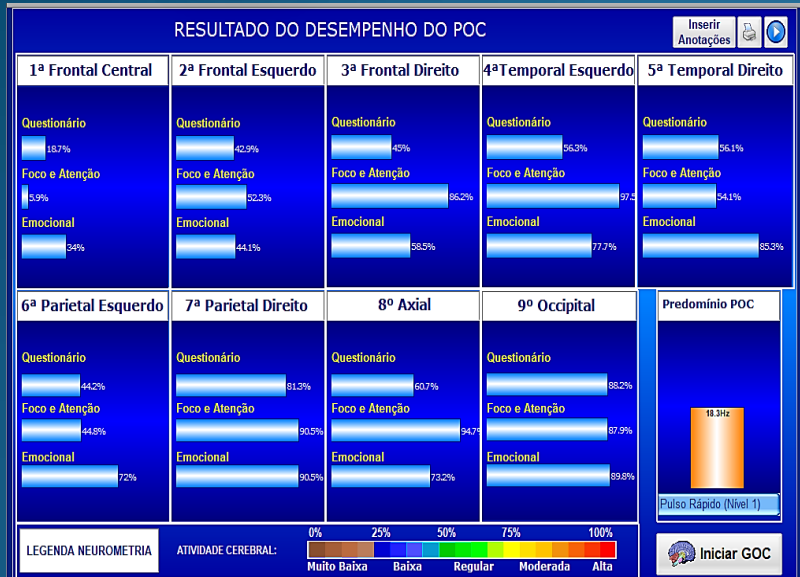 RESULTADO DO DESEMPENHO DO POC
Inserir
Anotações
1ª Frontal Central
Questionário
18.7%
Foco e Atenção
5.9%
Emocional
34%
2ª Frontal Esquerdo
Questionário
42.9%
Foco e Atenção
52.3%
Emocional
44.1%
3ª Frontal Direito
Questionário
45%
Foco e Atenção
86.2%
Emocional
58.5%
4ªTemporal Esquerdo
Questionário
56.3%
Foco e Atenção
97.5
Emocional
77.7%
5ª Temporal Direito
Questionário
56.1%
Foco e Atenção
54.1%
Emocional
85.3%
6ª Parietal Esquerdo
Questionário
44.2%
Foco e Atenção
44.8%
Emocional
72%
7ª Parietal Direito
Questionário
81.3%
Foco e Atenção
90.5%
Emocional
90.5%
8º Axial
Questionário
60.7%
Foco e Atenção
94.7%
Emocional
73.2%
9º Occipital
Questionário
88.2%
Foco e Atenção
87.9%
Emocional
89.8%
Predomínio POC
18.3Hz
Pulso Rápido (Nível 1)
LEGENDA NEUROMETRIA
ATIVIDADE CEREBRAL:
0% 25% 50% 75% 100%
Muito Baixa Baixa Regular Moderada Alta
Iniciar GOC